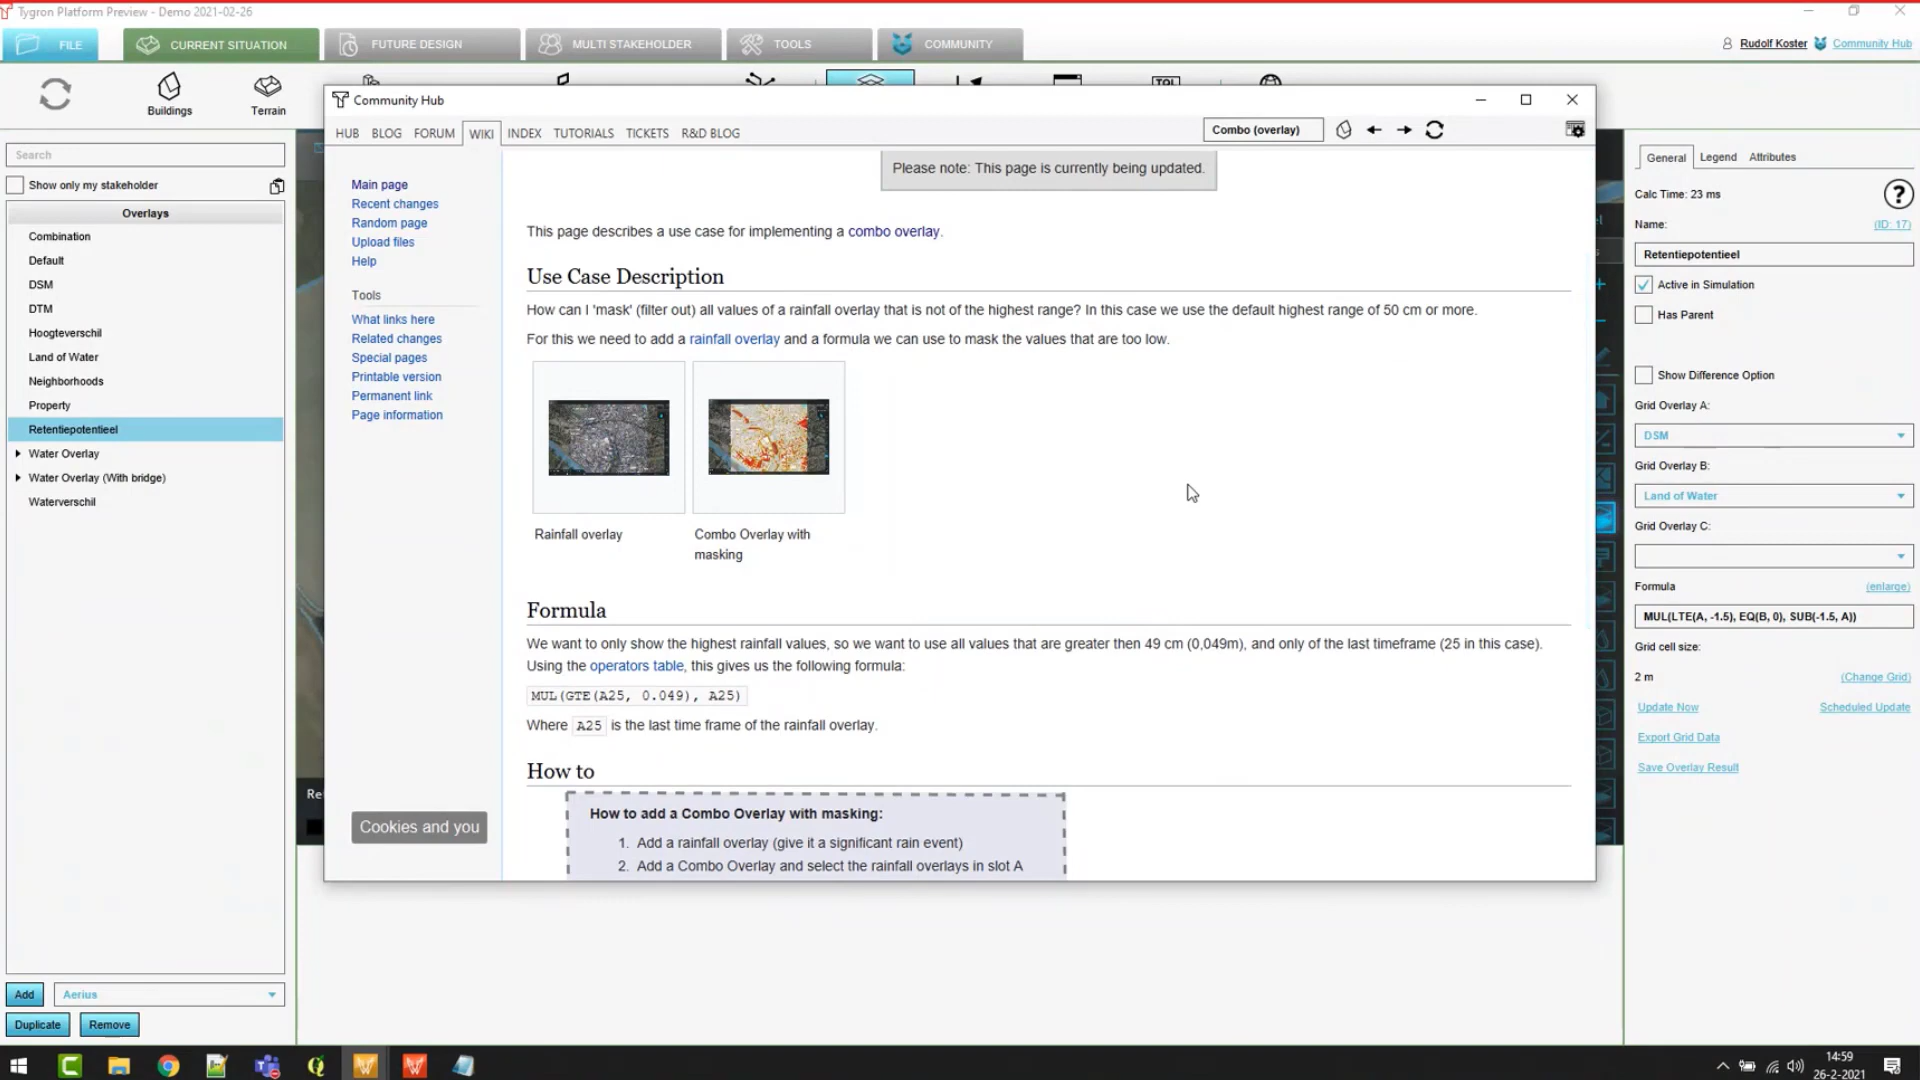 Tygron Platform Preview - Demo 2021-02-26
FILE
CURRENT SITUATION
FUTURE DESIGN
MULTI STAKEHOLDER
TOOLS
COMMUNITY
Rudolf Koster
Community Hub
Buildings
Terrain
Search
Show only my stakeholder
Overlays
Combination
Default
DSM
DTM
Hoogteverschil
Land of Water
Neighborhoods
Property
Retentiepotentieel
Water Overlay
Water Overlay (With bridge)
Waterverschil
Add
Aerius
Duplicate
Remove
Community Hub
HUB
BLOG
FORUM
WIKI
INDEX
TUTORIALS
TICKETS
R&D BLOG
Combo (overlay)
Main page
Recent changes
Random page
Upload files
Help
Tools
What links here
Related changes
Special pages
Printable version
Permanent link
Page information
Cookies and you
Please note: This page is currently being updated.
This page describes a use case for implementing a combo overlay.
Use Case Description
How can I 'mask' (filter out) all values of a rainfall overlay that is not of the highest range? In this case we use the default highest range of 50 cm or more.
For this we need to add a rainfall overlay and a formula we can use to mask the values that are too low.
Rainfall overlay
Combo Overlay with
masking
Formula
We want to only show the highest rainfall values, so we want to use all values that are greater then 49 cm (0,049m), and only of the last timeframe (25 in this case).
Using the operators table, this gives us the following formula:
MUL(GTE(A25, 0.049), A25)
Where A25 is the last time frame of the rainfall overlay.
How to
How to add a Combo Overlay with masking:
1. Add a rainfall overlay (give it a significant rain event)
2. Add a Combo Overlay and select the rainfall overlays in slot A
General
Legend
Attributes
Calc Time: 23 ms
?
Name:
(ID: 17)
Retentiepotentieel
Active in Simulation
Has Parent
Show Difference Option
Grid Overlay A:
DSM
Grid Overlay B:
Land of Water
Grid Overlay C:
Formula
(enlarge)
MUL(LTE(A, -1.5), EQ(B, 0), SUB(-1.5, A))
Grid cell size:
2 m
(Change Grid)
Update Now
Scheduled Update
Export Grid Data
Save Overlay Result
14:59
26-2-2021